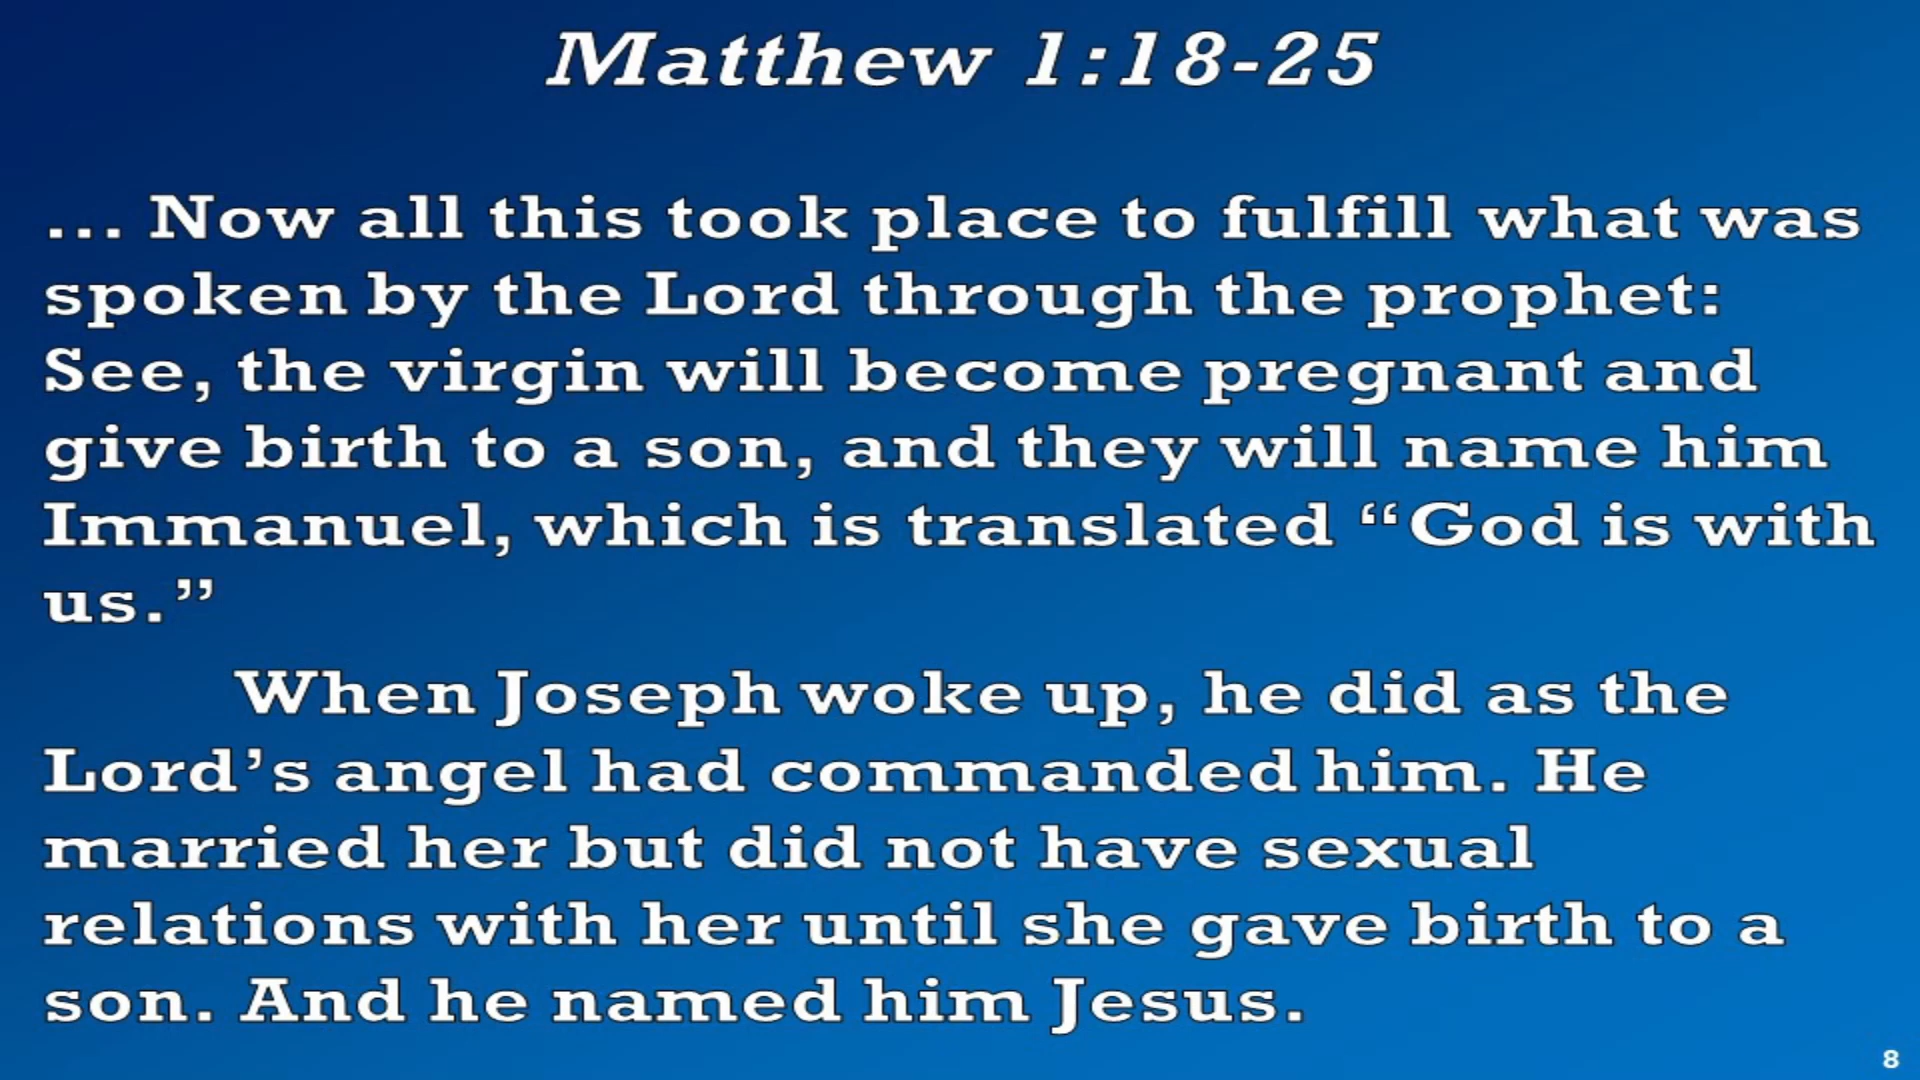 Matthew 1:18-25
... Now all this took place to fulfill what was
spoken by the Lord through the prophet:
See, the virgin will become pregnant and
give birth to a son, and they will name him
Immanuel, which is translated “God is with
us.”
When Joseph woke up, he did as the
Lord’s angel had commanded him. He
married her but did not have sexual
relations with her until she gave birth to a
son. And he named him Jesus.
8